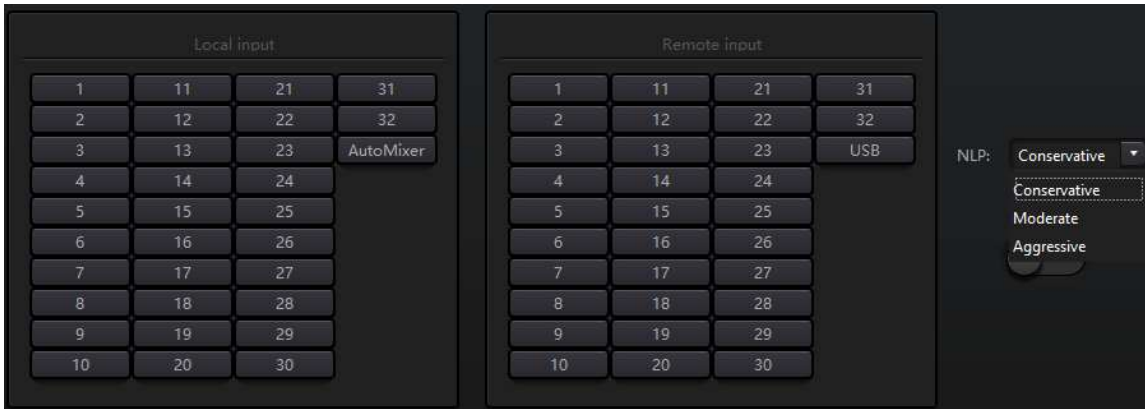 Local input
1 11 21 31
2 12 22 32
3 13 23 AutoMixer
4 14 24
5 15 25
6 16 26
7 17 27
8 18 28
9 19 29
10 20 30
Remote input
1 11 21 31
2 12 22 32
3 13 23 USB
4 14 24
5 15 25
6 16 26
7 17 27
8 18 28
9 19 29
10 20 30
NLP: Conservative
Conservative
Moderate
Aggressive